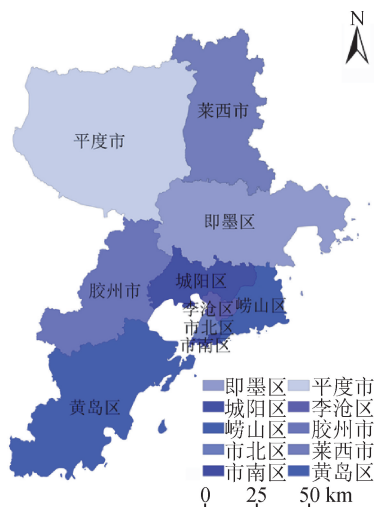 N
莱西市
平度市
即墨区
城阳区
胶州市
李沧区
崂山区
市北区
市南区
黄岛区
即墨区 平度市
城阳区 李沧区
崂山区 胶州市
市北区 莱西市
市南区 黄岛区
0 25 50 km